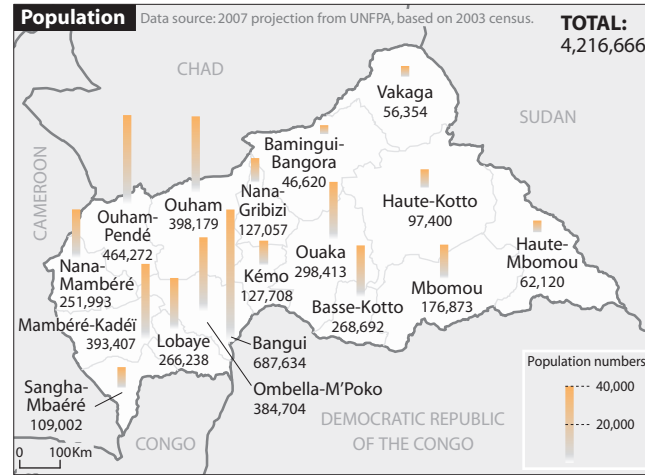 Population
Data source: 2007 projection from UNFPA, based on 2003 census.
TOTAL:
4,216,666
CHAD
SUDAN
CAMEROON
Vakaga
56,354
Bamingui-
Bangora
46,620
Ouham
398,179
Nana-
Gribizi
127,057
Haute-Kotto
97,400
Ouham-
Pendé
464,272
Ouaka
298,413
Haute-
Mbomou
62,120
Kémo
127,708
Nana-
Mambéré
251,993
Mbomou
176,873
Basse-Kotto
268,692
Mambéré-Kadéï
393,407
Lobaye
266,238
Bangui
687,634
Ombella-M'Poko
384,704
Sangha-
Mbaéré
109,002
DEMOCRATIC REPUBLIC
OF THE CONGO
CONGO
Population numbers
40,000
20,000
0 100Km
0